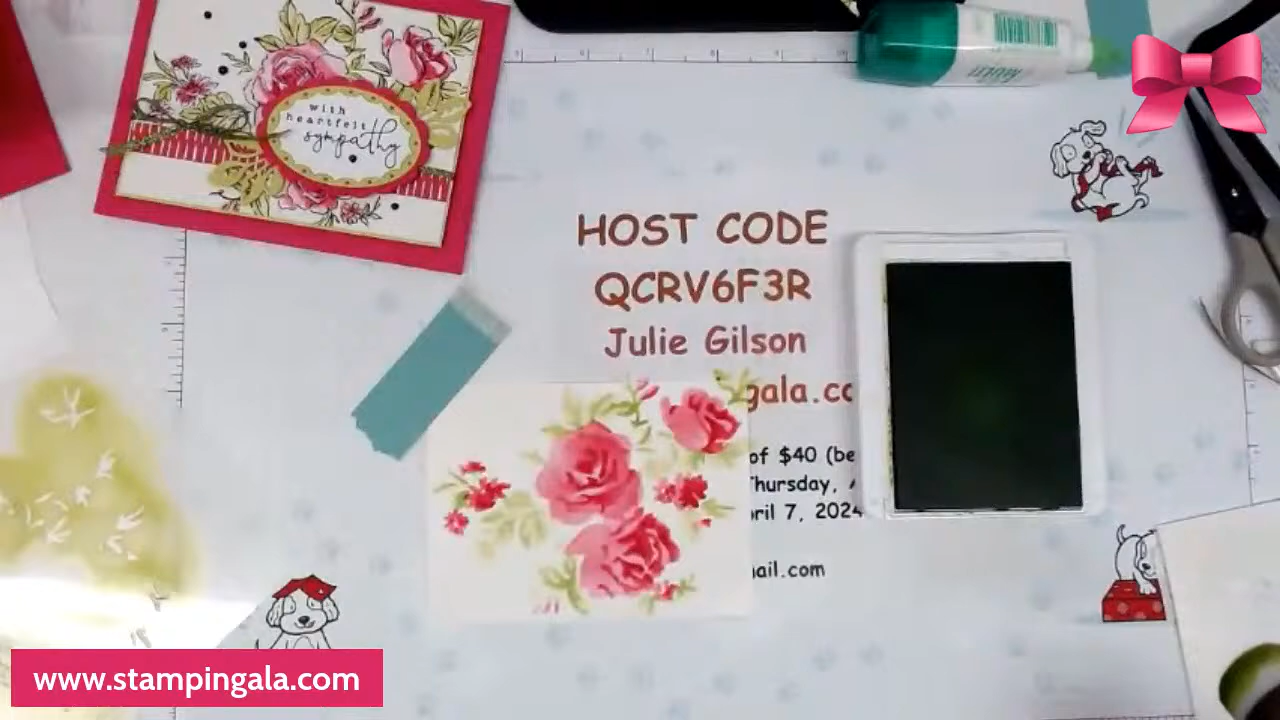 with
heartfelt
sympathy
HOST CODE
QCRV6F3R
Julie Gilson
gala.co
of $40 (be
Thursday,
ril 7, 2024
ail.com
www.stampingala.com